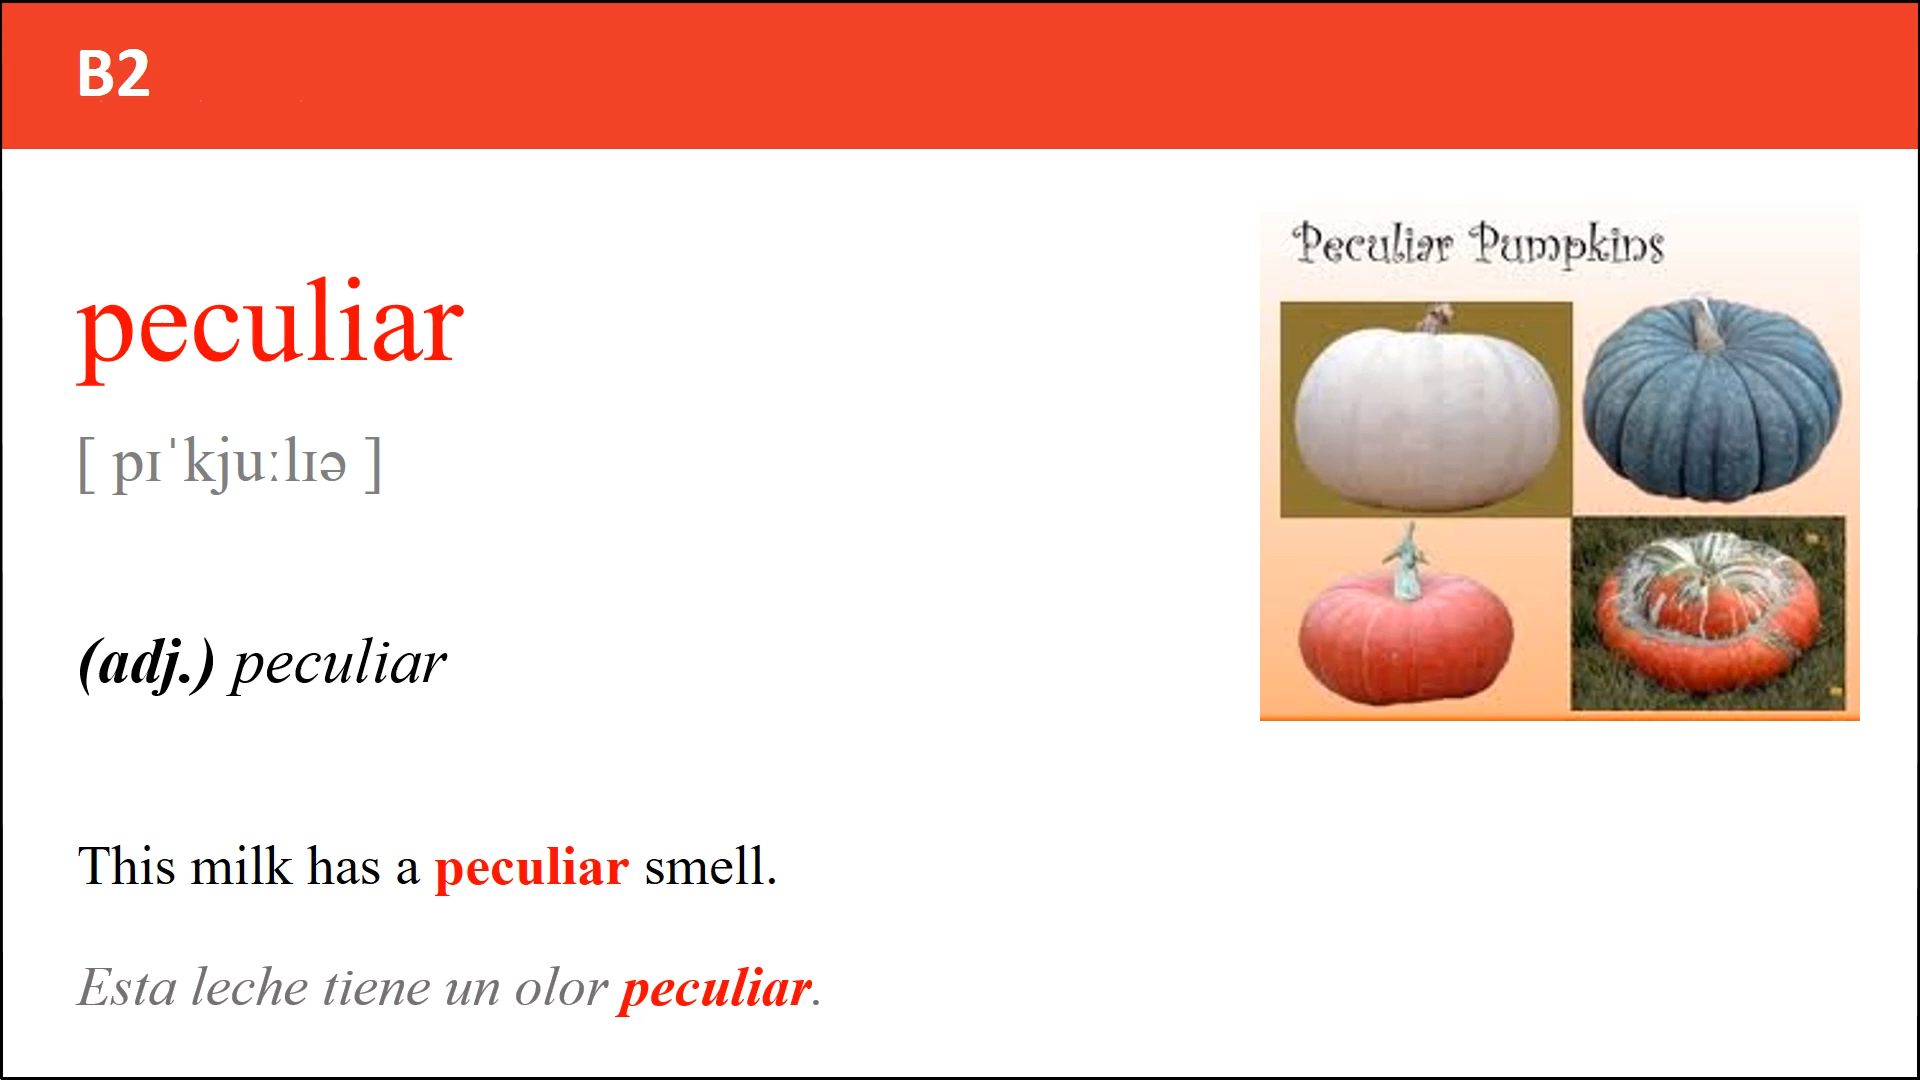 B2
peculiar
[ pɪˈkjuːlɪə ]
(adj.) peculiar
This milk has a peculiar smell.
Esta leche tiene un olor peculiar.
Peculiar Pumpkins